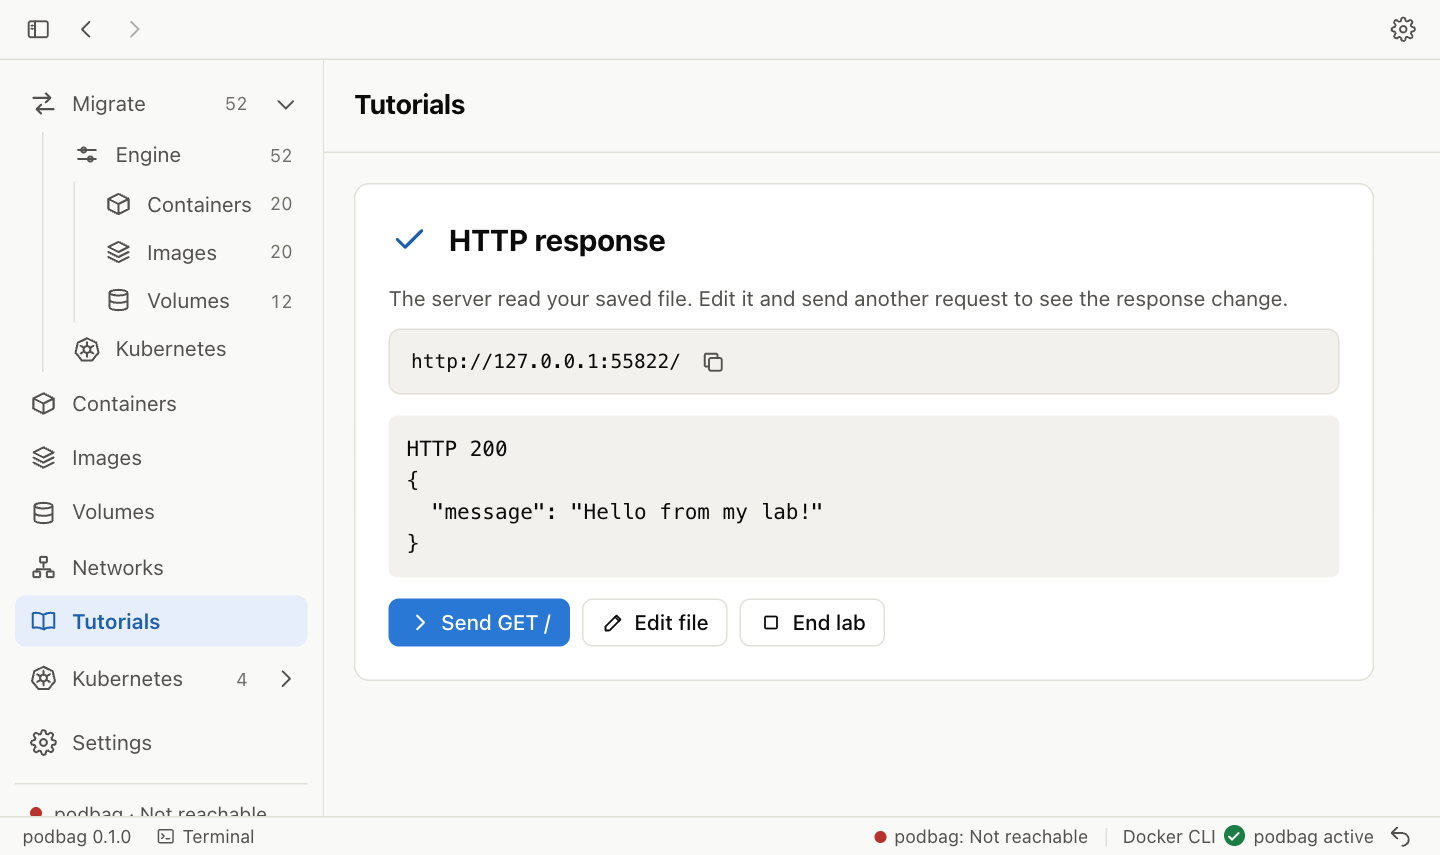 Migrate 52
Engine 52
Containers 20
Images 20
Volumes 12
Kubernetes
Containers
Images
Volumes
Networks
Tutorials
Kubernetes 4
Settings
podbag · Not reachable
Tutorials
HTTP response
The server read your saved file. Edit it and send another request to see the response change.
http://127.0.0.1:55822/
HTTP 200
{
  "message": "Hello from my lab!"
}
Send GET / Edit file End lab
podbag 0.1.0 Terminal podbag: Not reachable Docker CLI podbag active